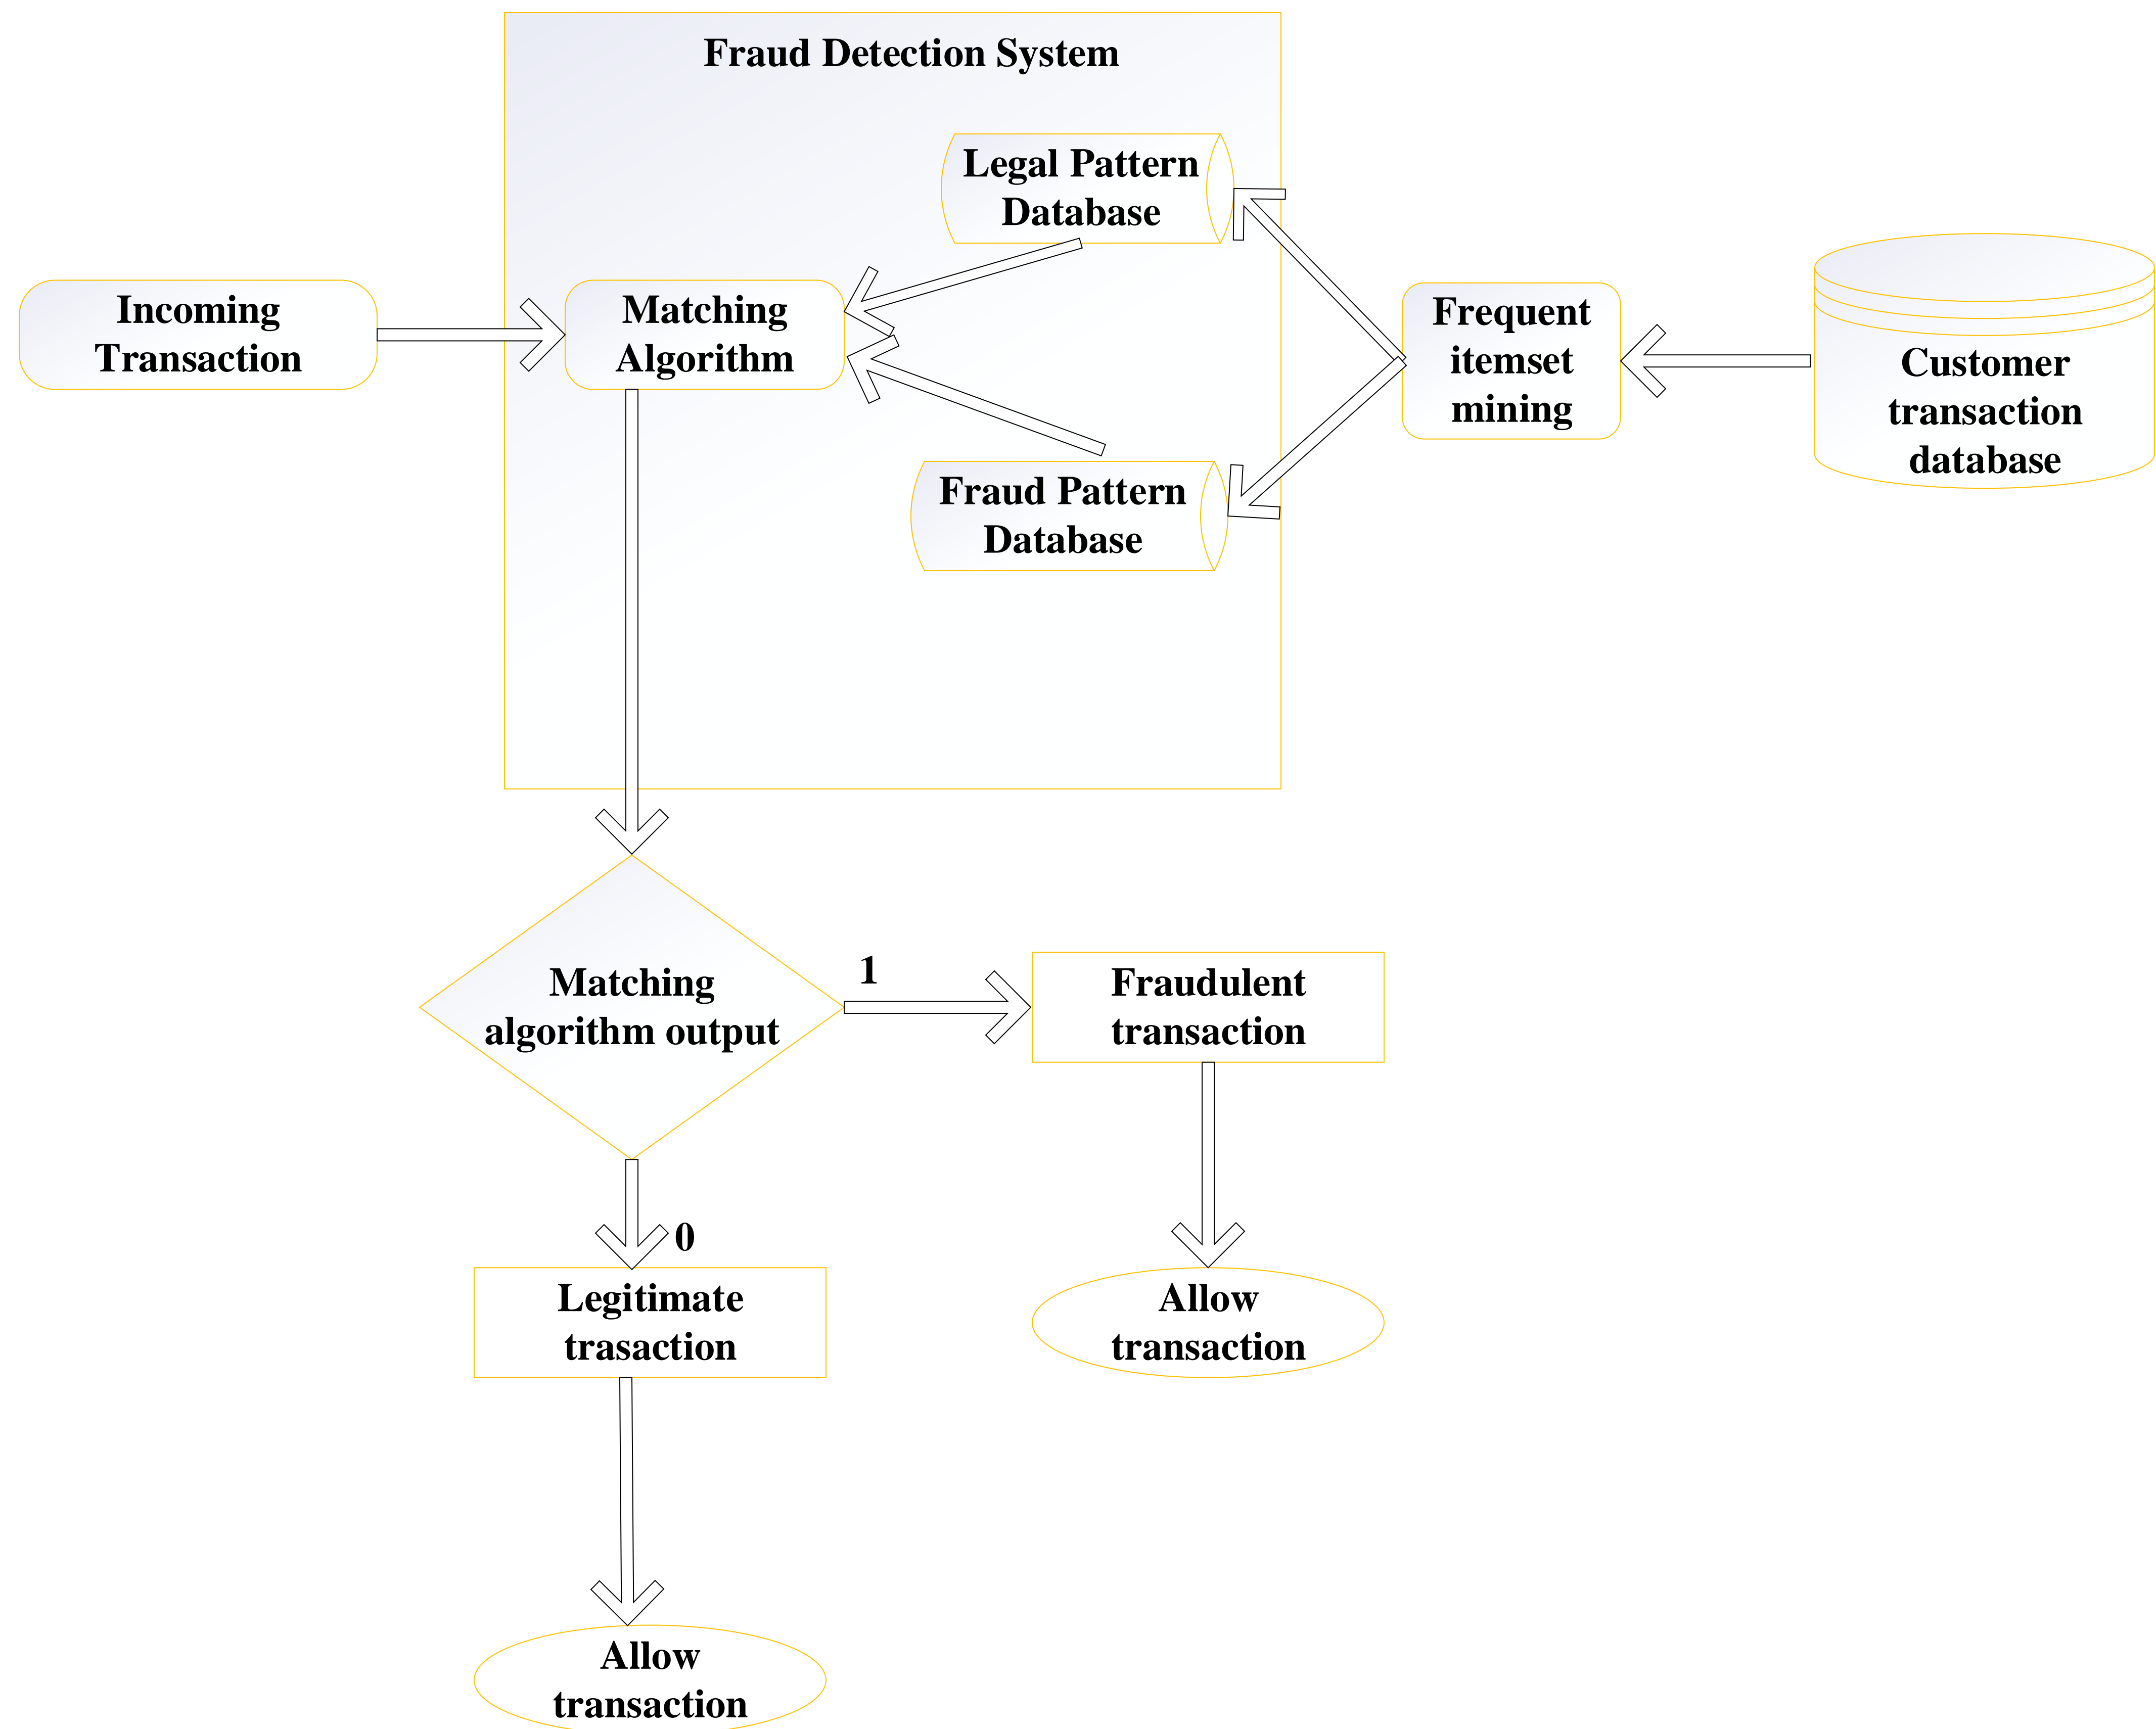 Fraud Detection System
Legal Pattern
Database
Incoming
Transaction
Matching
Algorithm
Frequent
itemset
mining
Customer
transaction
database
Fraud Pattern
Database
Matching
algorithm output
1
Fraudulent
transaction
0
Legitimate
trasaction
Allow
transaction
Allow
transaction